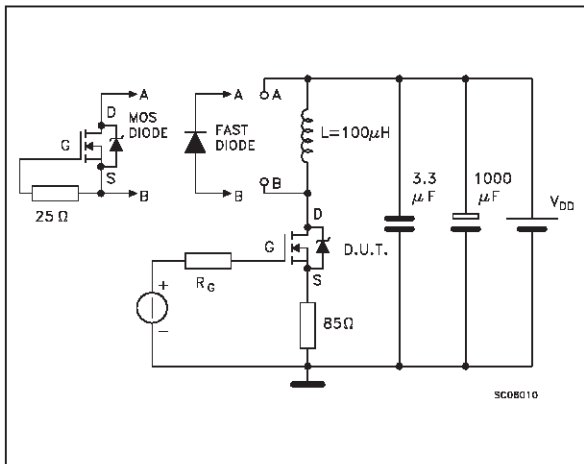 A
D
MOS
DIODE
G
S
B
25 Ω
A
FAST
DIODE
B
A
L=100μH
B
D
G
D.U.T.
S
RG
+
−
85Ω
3.3
μF
1000
μF
VDD
SC08010